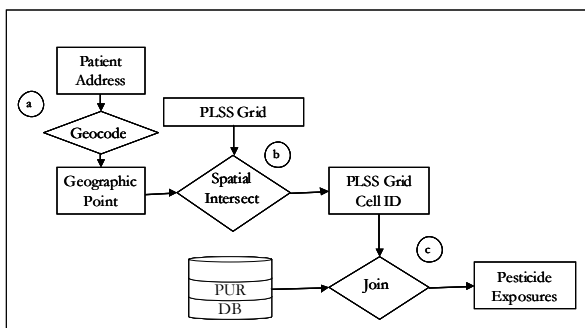 Patient
Address
a
Geocode
PLSS Grid
b
Geographic
Point
Spatial
Intersect
PLSS Grid
Cell ID
c
PUR
DB
Join
Pesticide
Exposures